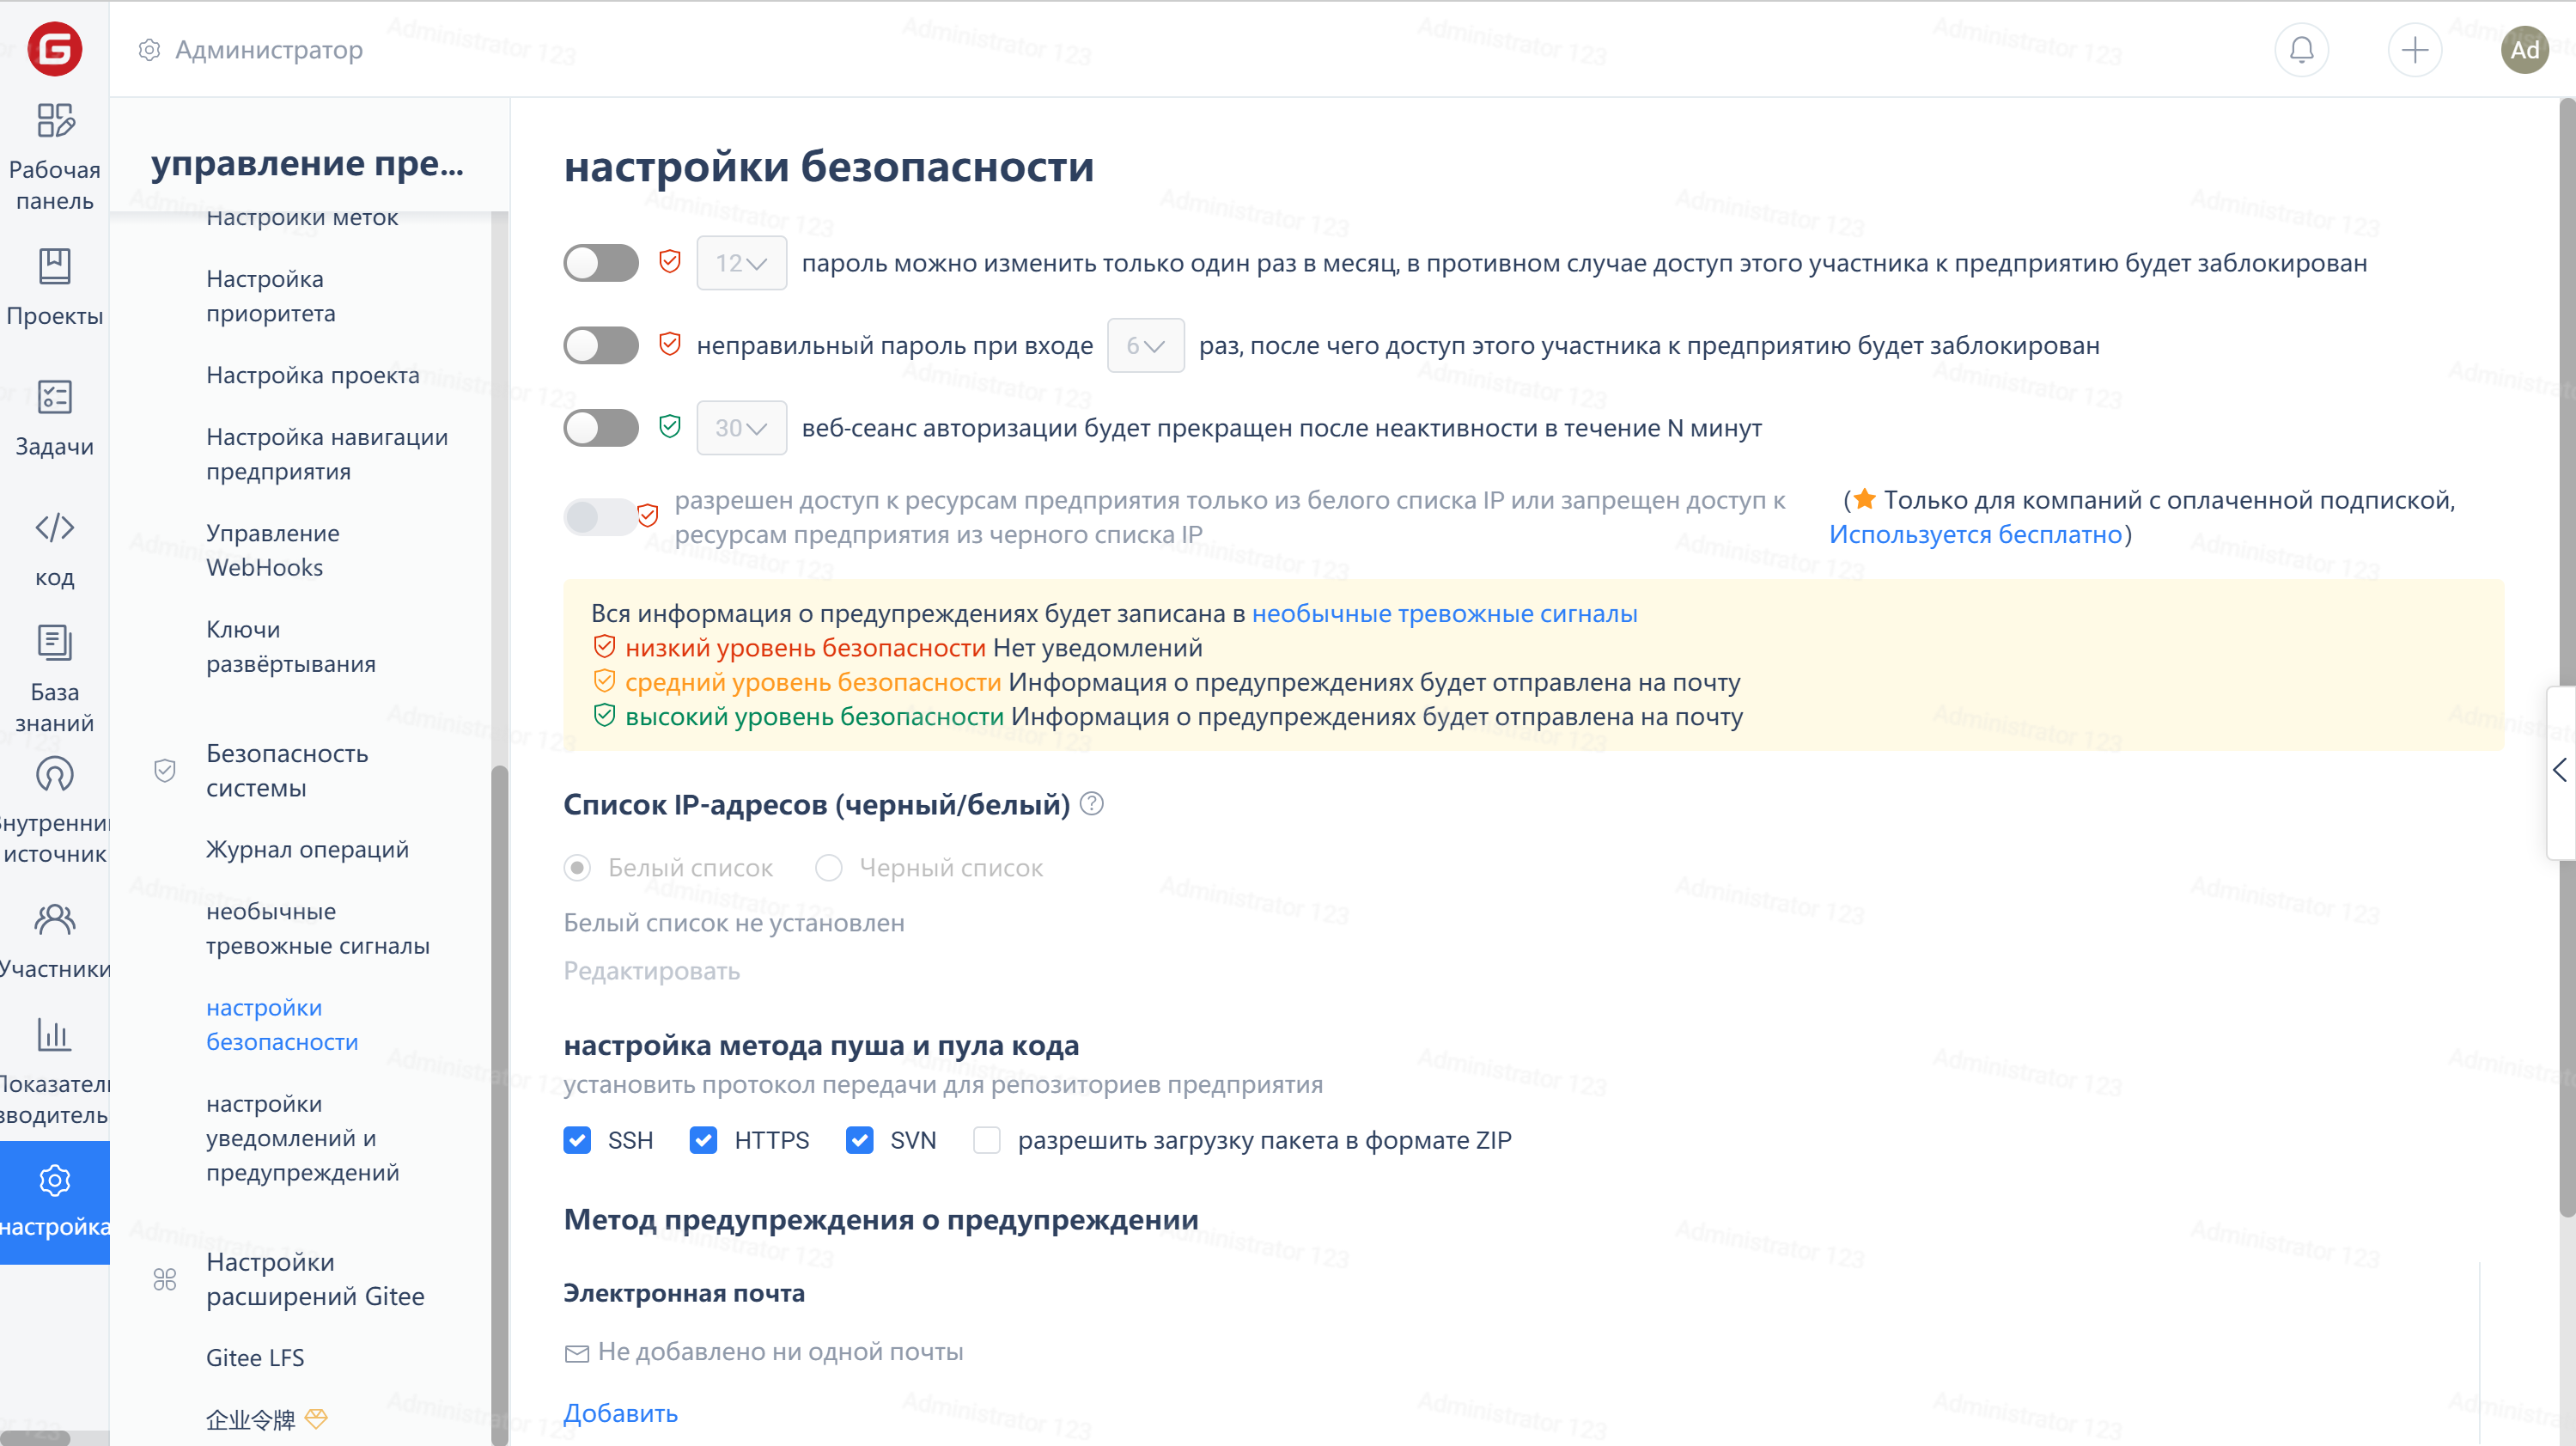 Администратор
Ad
Рабочая
панель
Проекты
Задачи
код
База
знаний
источник
Участники
настройка
управление пре...
Настройки меток
Настройка
приоритета
Настройка проекта
Настройка навигации
предприятия
Управление
WebHooks
Ключи
развёртывания
Безопасность
системы
Журнал операций
необычные
тревожные сигналы
настройки
безопасности
настройки
уведомлений и
предупреждений
Настройки
расширений Gitee
Gitee LFS
企业令牌
настройки безопасности
12 пароль можно изменить только один раз в месяц, в противном случае доступ этого участника к предприятию будет заблокирован
неправильный пароль при входе 6 раз, после чего доступ этого участника к предприятию будет заблокирован
30 веб-сеанс авторизации будет прекращен после неактивности в течение N минут
разрешен доступ к ресурсам предприятия только из белого списка IP или запрещен доступ к
ресурсам предприятия из черного списка IP
(Только для компаний с оплаченной подпиской,
Используется бесплатно)
Вся информация о предупреждениях будет записана в необычные тревожные сигналы
низкий уровень безопасности Нет уведомлений
средний уровень безопасности Информация о предупреждениях будет отправлена на почту
высокий уровень безопасности Информация о предупреждениях будет отправлена на почту
Список IP-адресов (черный/белый)
Белый список Черный список
Белый список не установлен
Редактировать
настройка метода пуша и пула кода
установить протокол передачи для репозиториев предприятия
SSH HTTPS SVN разрешить загрузку пакета в формате ZIP
Метод предупреждения о предупреждении
Электронная почта
Не добавлено ни одной почты
Добавить
Administrator 123